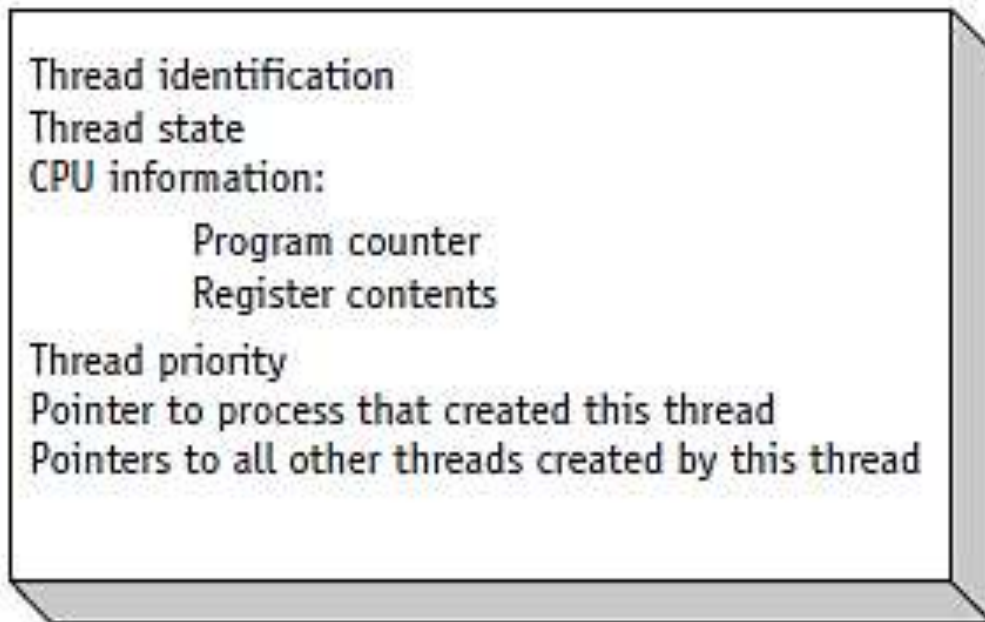 Thread identification
Thread state
CPU information:
Program counter
Register contents
Thread priority
Pointer to process that created this thread
Pointers to all other threads created by this thread